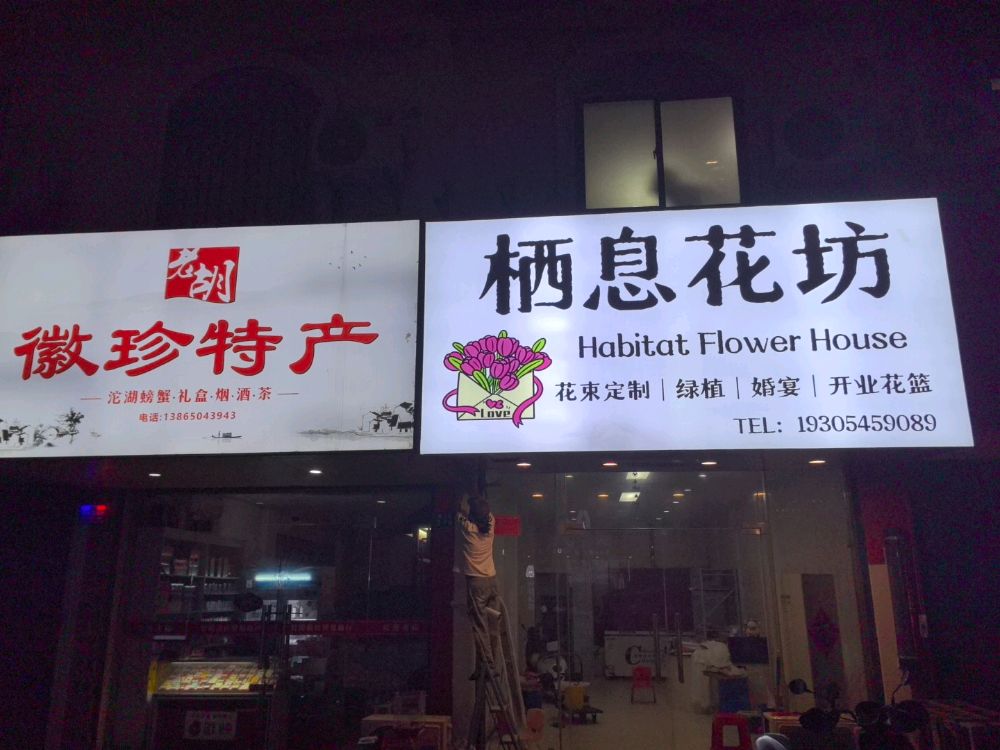 老胡
徽珍特产
沱湖螃蟹·礼盒·烟·酒·茶
电话:13865043943
栖息花坊
Habitat Flower House
花束定制｜绿植｜婚宴｜开业花篮
TEL: 19305459089
Love